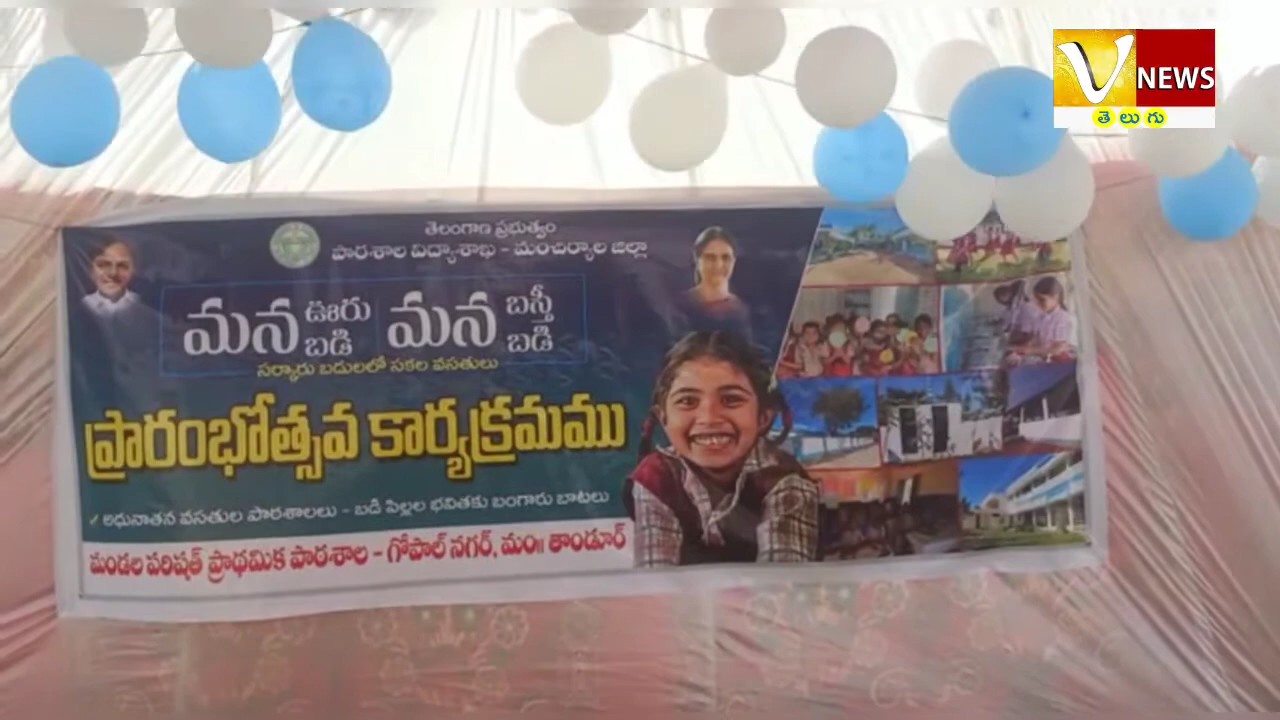 V NEWS
తెలుగు
తెలంగాణ ప్రభుత్వం
పాఠశాల విద్యాశాఖ - మంచిర్యాల జిల్లా
మన ఊరు బడి మన బస్తీ బడి
సర్కారు బడులలో సకల వసతులు
ప్రారంభోత్సవ కార్యక్రమము
✓ అధునాతన వసతుల పాఠశాలలు - బడి పిల్లల భవితకు బంగారు బాటలు
మండల పరిషత్ ప్రాథమిక పాఠశాల - గోపాల్ నగర్, మం॥ తాండూర్